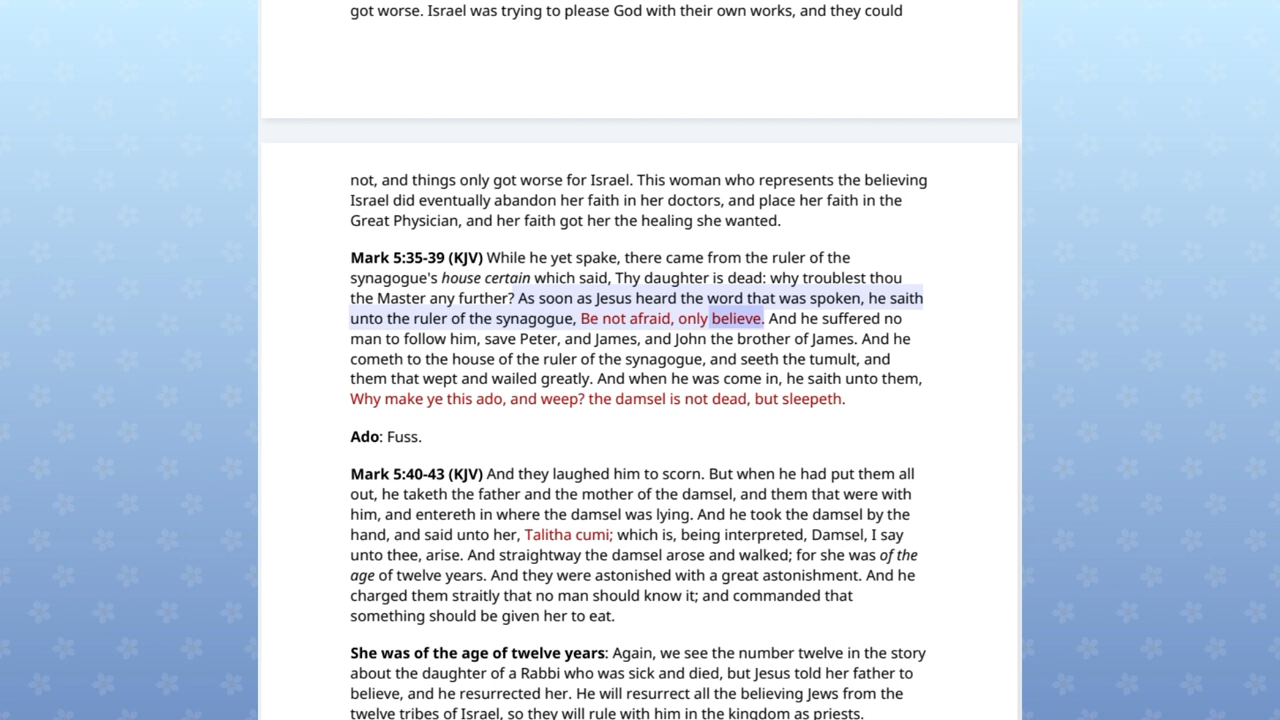 got worse. Israel was trying to please God with their own works, and they could
not, and things only got worse for Israel. This woman who represents the believing
Israel did eventually abandon her faith in her doctors, and place her faith in the
Great Physician, and her faith got her the healing she wanted.
Mark 5:35-39 (KJV) While he yet spake, there came from the ruler of the
synagogue's house certain which said, Thy daughter is dead: why troublest thou
the Master any further? As soon as Jesus heard the word that was spoken, he saith
unto the ruler of the synagogue, Be not afraid, only believe. And he suffered no
man to follow him, save Peter, and James, and John the brother of James. And he
cometh to the house of the ruler of the synagogue, and seeth the tumult, and
them that wept and wailed greatly. And when he was come in, he saith unto them,
Why make ye this ado, and weep? the damsel is not dead, but sleepeth.
Ado: Fuss.
Mark 5:40-43 (KJV) And they laughed him to scorn. But when he had put them all
out, he taketh the father and the mother of the damsel, and them that were with
him, and entereth in where the damsel was lying. And he took the damsel by the
hand, and said unto her, Talitha cumi; which is, being interpreted, Damsel, I say
unto thee, arise. And straightway the damsel arose and walked; for she was of the
age of twelve years. And they were astonished with a great astonishment. And he
charged them straitly that no man should know it; and commanded that
something should be given her to eat.
She was of the age of twelve years: Again, we see the number twelve in the story
about the daughter of a Rabbi who was sick and died, but Jesus told her father to
believe, and he resurrected her. He will resurrect all the believing Jews from the
twelve tribes of Israel, so they will rule with him in the kingdom as priests.